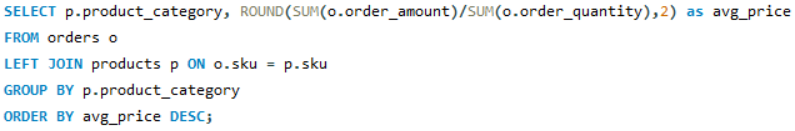 SELECT p.product_category, ROUND(SUM(o.order_amount)/SUM(o.order_quantity),2) as avg_price
FROM orders o
LEFT JOIN products p ON o.sku = p.sku
GROUP BY p.product_category
ORDER BY avg_price DESC;